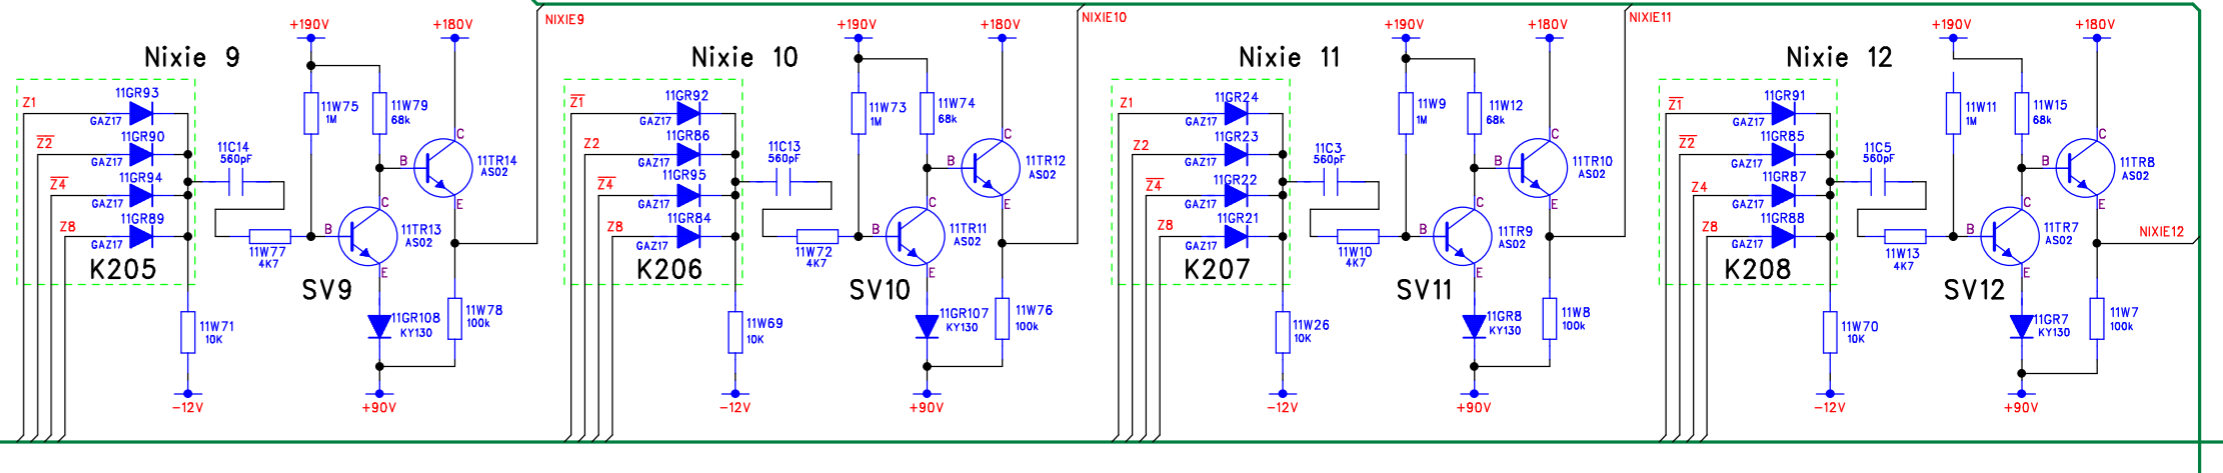 NIXIE9
NIXIE10
NIXIE11
+190V
+180V
Nixie 9
Z1
11GR93
GAZ17
Z2
11GR90
GAZ17
Z4
11GR94
GAZ17
Z8
11GR89
GAZ17
K205
11C14
560pF
11W77
4K7
11W75
1M
11W79
68k
B
C
E
11TR14
AS02
B
C
E
11TR13
AS02
SV9
11GR108
KY130
11W78
100k
11W71
10K
-12V
+90V
+190V
+180V
Nixie 10
Z1
11GR92
GAZ17
Z2
11GR86
GAZ17
Z4
11GR95
GAZ17
Z8
11GR84
GAZ17
K206
11C13
560pF
11W72
4K7
11W73
1M
11W74
68k
B
C
E
11TR12
AS02
B
C
E
11TR11
AS02
SV10
11GR107
KY130
11W76
100k
11W69
10K
-12V
+90V
+190V
+180V
Nixie 11
Z1
11GR24
GAZ17
Z2
11GR23
GAZ17
Z4
11GR22
GAZ17
Z8
11GR21
GAZ17
K207
11C3
560pF
11W10
4K7
11W9
1M
11W12
68k
B
C
E
11TR10
AS02
B
C
E
11TR9
AS02
SV11
11GR8
KY130
11W8
100k
11W26
10K
-12V
+90V
+190V
+180V
Nixie 12
Z1
11GR91
GAZ17
Z2
11GR85
GAZ17
Z4
11GR87
GAZ17
Z8
11GR88
GAZ17
K208
11C5
560pF
11W13
4K7
11W11
1M
11W15
68k
B
C
E
11TR8
AS02
B
C
E
11TR7
AS02
SV12
NIXIE12
11GR7
KY130
11W7
100k
11W70
10K
-12V
+90V